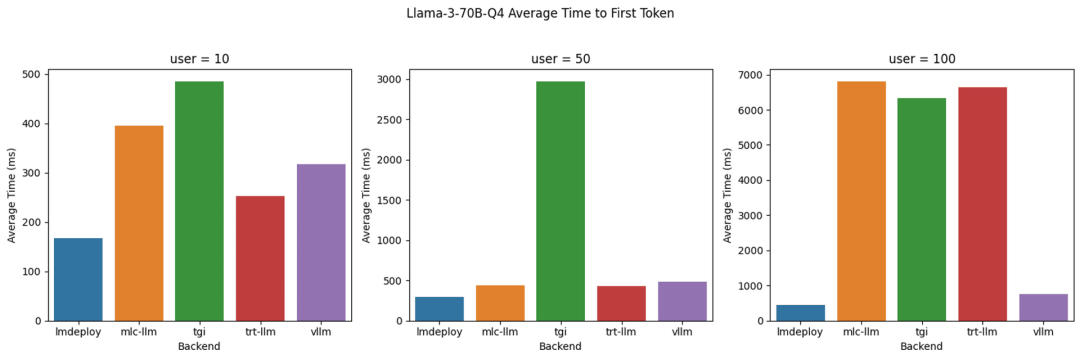 Llama-3-70B-Q4 Average Time to First Token
user = 10
Average Time (ms)
500
400
300
200
100
0
lmdeploy mlc-llm tgi trt-llm vllm
Backend
user = 50
Average Time (ms)
3000
2500
2000
1500
1000
500
0
lmdeploy mlc-llm tgi trt-llm vllm
Backend
user = 100
Average Time (ms)
7000
6000
5000
4000
3000
2000
1000
0
lmdeploy mlc-llm tgi trt-llm vllm
Backend